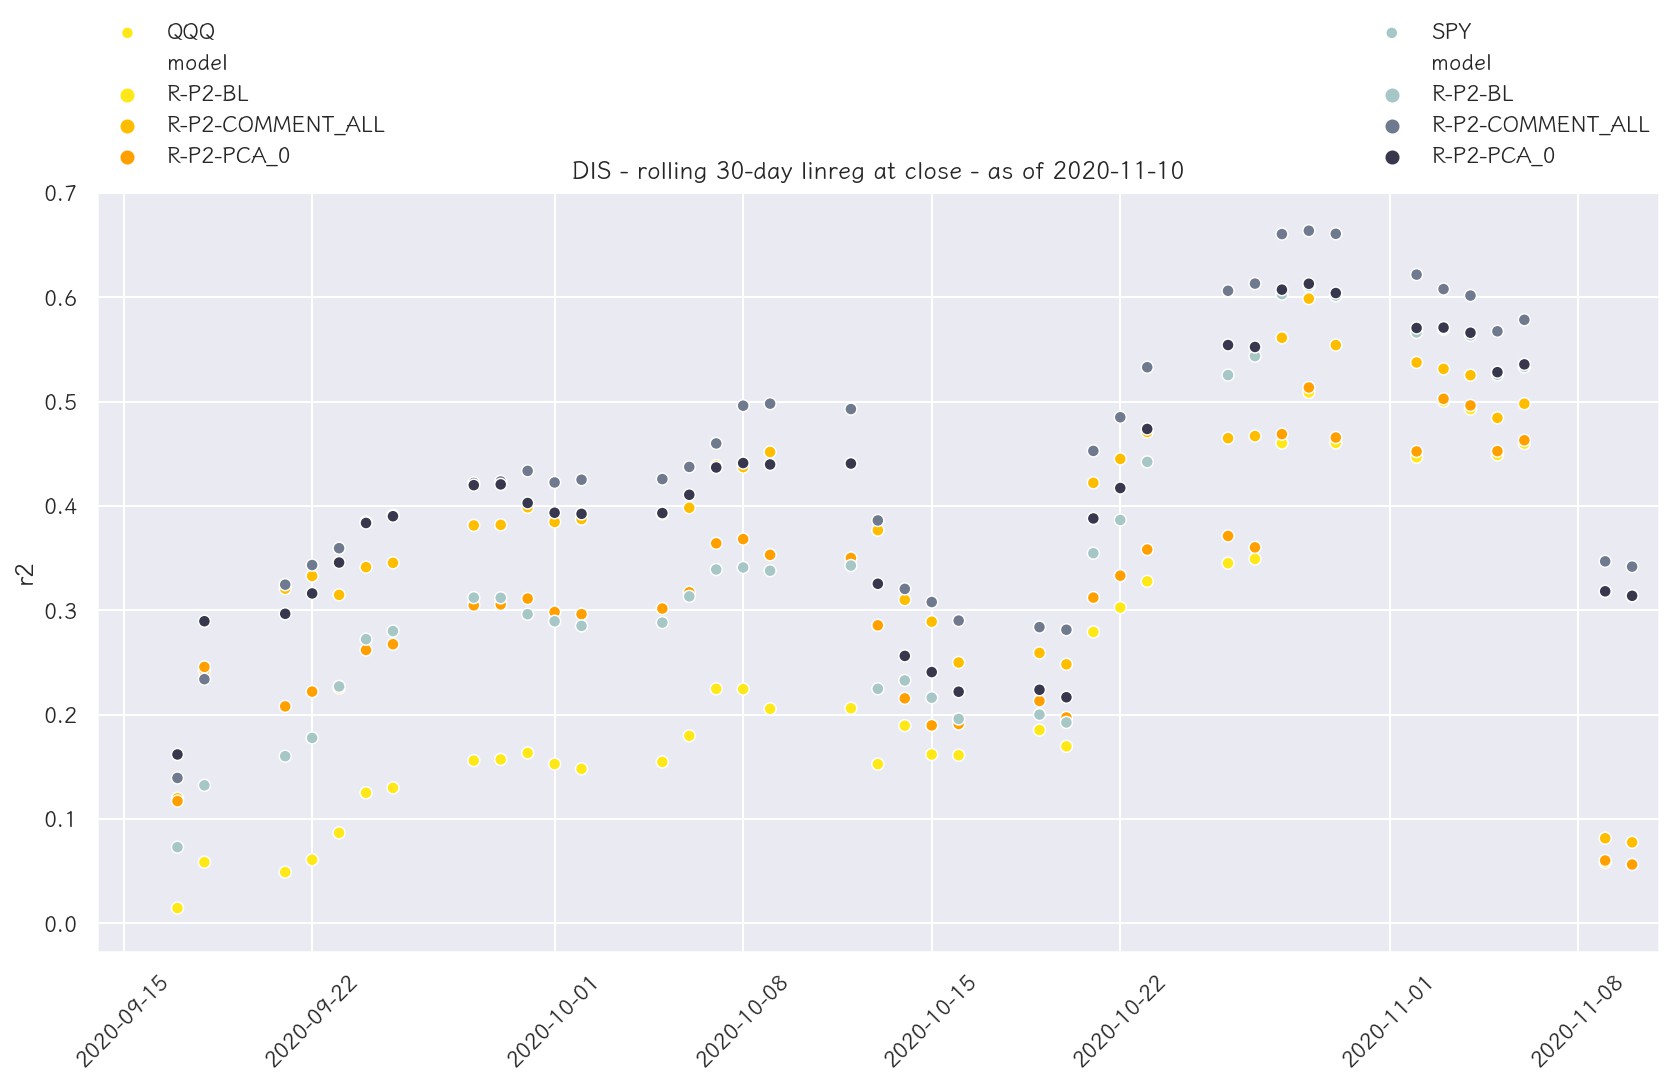 QQQ
model
R-P2-BL
R-P2-COMMENT_ALL
R-P2-PCA_0
SPY
model
R-P2-BL
R-P2-COMMENT_ALL
R-P2-PCA_0
DIS - rolling 30-day linreg at close - as of 2020-11-10
r2
0.7
0.6
0.5
0.4
0.3
0.2
0.1
0.0
2020-09-15
2020-09-22
2020-10-01
2020-10-08
2020-10-15
2020-10-22
2020-11-01
2020-11-08